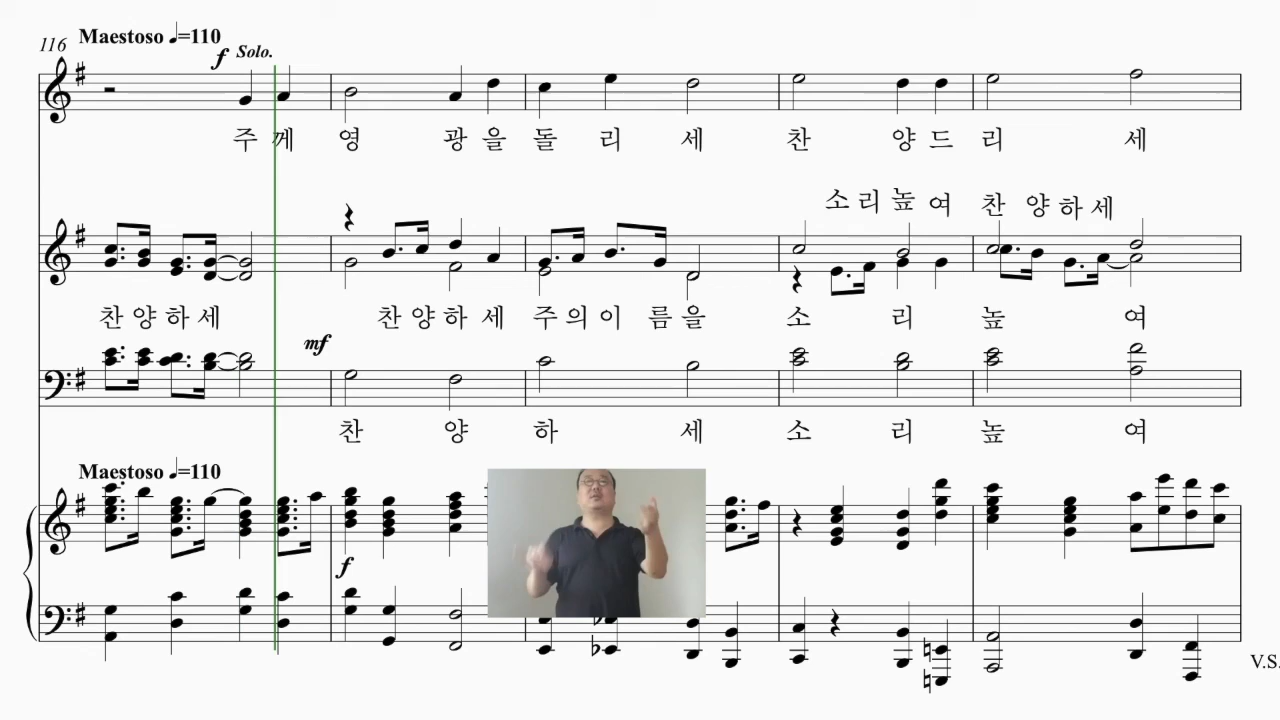 116 Maestoso ♩=110
f Solo.
주 께 영 광 을 돌 리 세 찬 양 드 리 세
소 리 높 여 찬 양 하 세
찬 양 하 세 찬 양 하 세 주 의 이 름 을 소 리 높 여
mf
찬 양 하 세 소 리 높 여
Maestoso ♩=110
f
V.S.